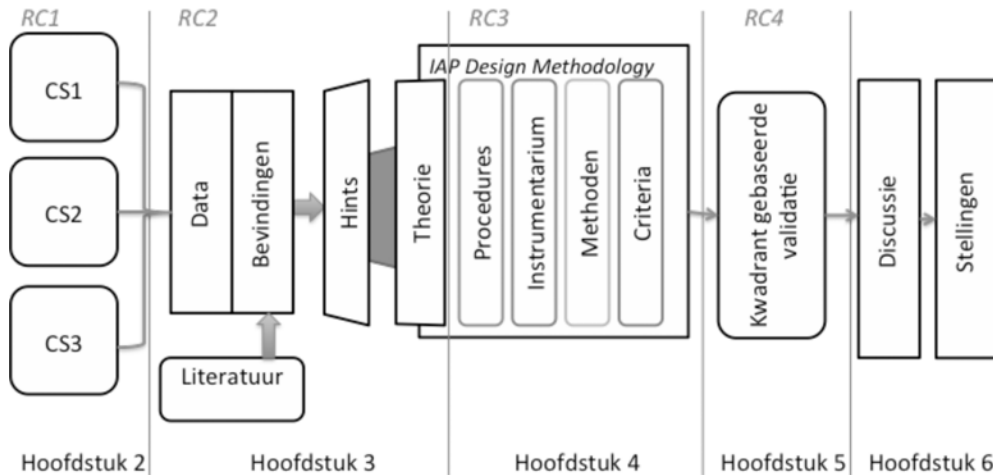 RC1
RC2
RC3
RC4
CS1
CS2
CS3
Data
Bevindingen
Literatuur
Hints
Theorie
IAP Design Methodology
Procedures
Instrumentarium
Methoden
Criteria
Kwadrant gebaseerde
validatie
Discussie
Stellingen
Hoofdstuk 2
Hoofdstuk 3
Hoofdstuk 4
Hoofdstuk 5
Hoofdstuk 6